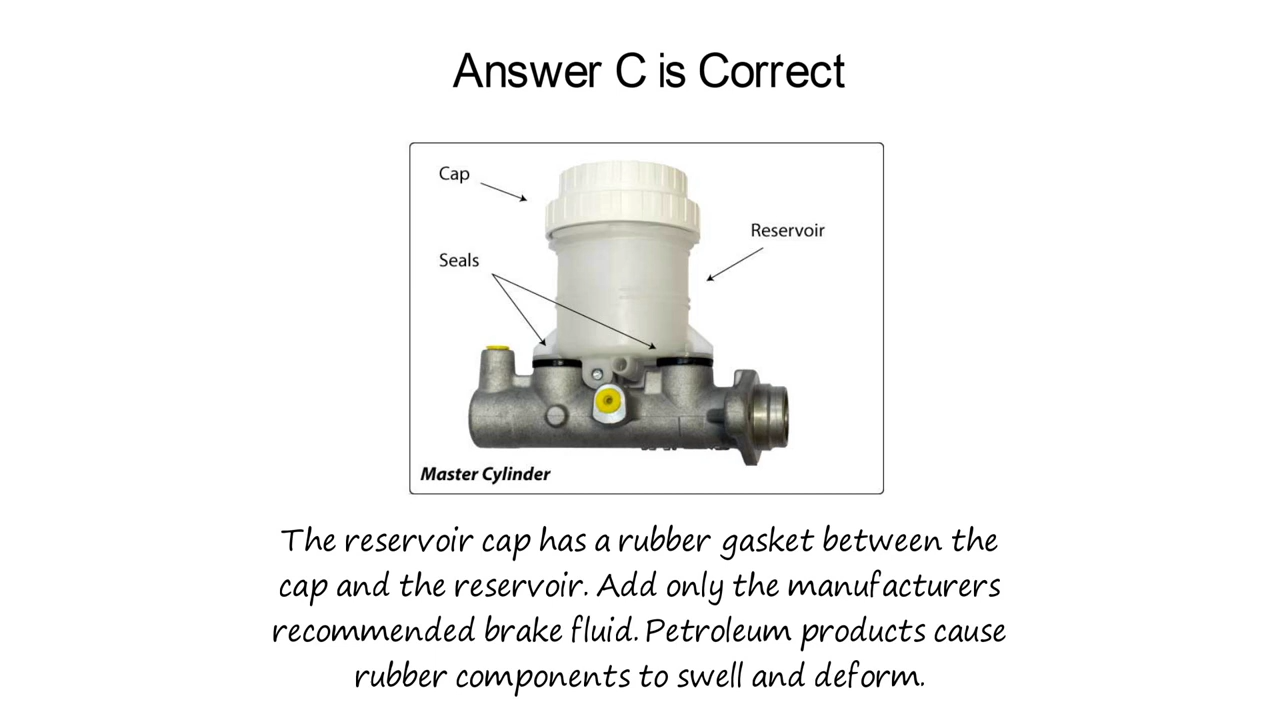 Answer C is Correct
Cap
Reservoir
Seals
Master Cylinder
The reservoir cap has a rubber gasket between the
cap and the reservoir. Add only the manufacturers
recommended brake fluid. Petroleum products cause
rubber components to swell and deform.